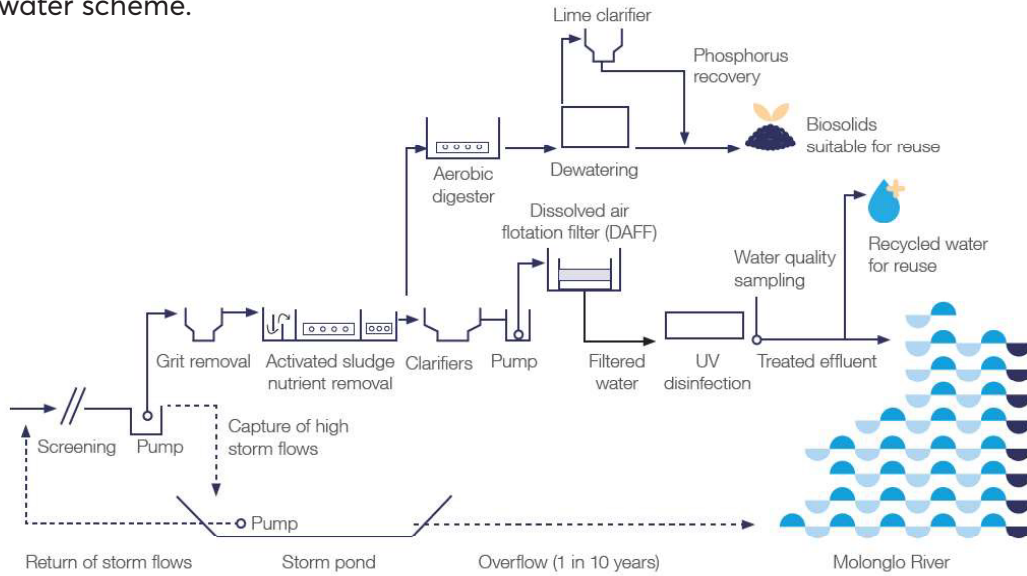 water scheme.
Lime clarifier
Phosphorus
recovery
Biosolids
suitable for reuse
Aerobic
digester
Dewatering
Dissolved air
flotation filter (DAFF)
Water quality
sampling
Recycled water
for reuse
Grit removal
Activated sludge
nutrient removal
Clarifiers
Pump
Filtered
water
UV
disinfection
Treated effluent
Screening
Pump
Capture of high
storm flows
Pump
Return of storm flows
Storm pond
Overflow (1 in 10 years)
Molonglo River